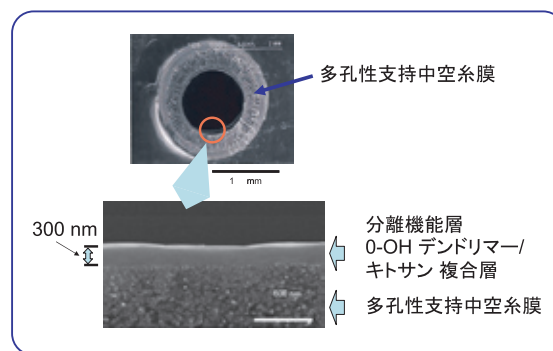 多孔性支持中空糸膜
1 mm
300 nm
分離機能層
0-OH デンドリマー/
キトサン 複合層
多孔性支持中空糸膜